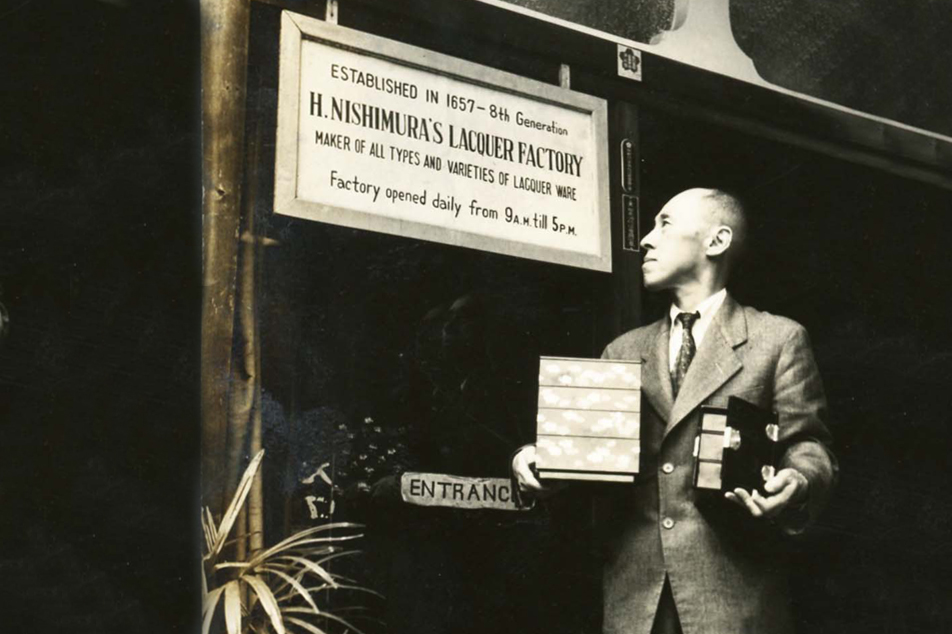 ESTABLISHED IN 1657-8th Generation
H. NISHIMURA'S LACQUER FACTORY
MAKER OF ALL TYPES AND VARIETIES OF LACQUER WARE
Factory opened daily from 9A.M. till 5P.M.
ENTRANC